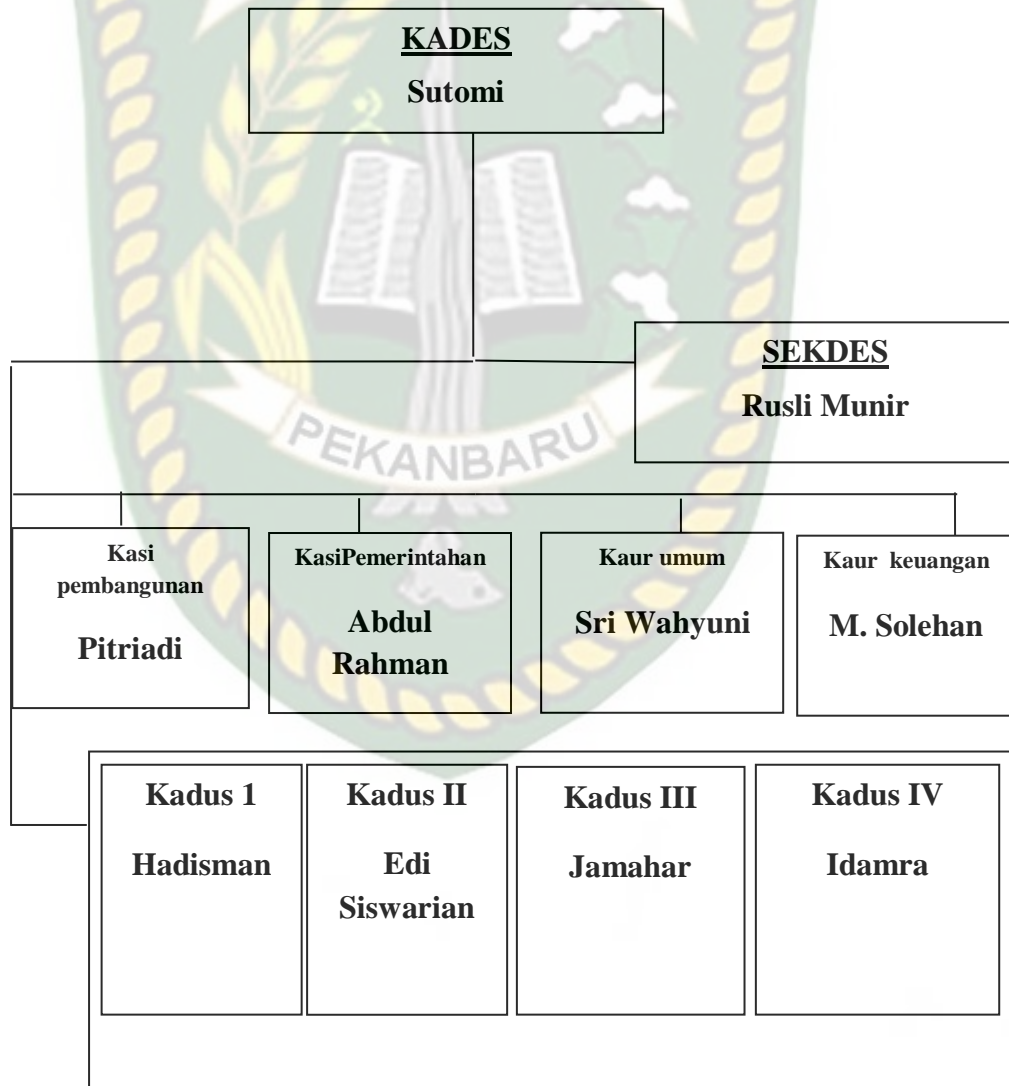 KADES
Sutomi
SEKDES
Rusli Munir
PEKANBARU
Kasi
pembangunan
Pitriadi
KasiPemerintahan
Abdul
Rahman
Kaur umum
Sri Wahyuni
Kaur keuangan
M. Solehan
Kadus 1
Hadisman
Kadus II
Edi
Siswarian
Kadus III
Jamahar
Kadus IV
Idamra